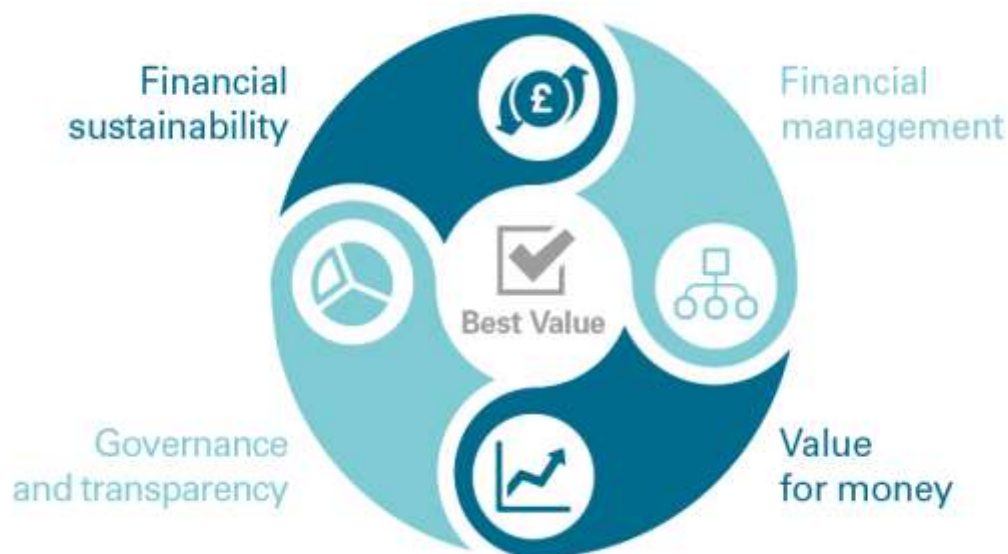 Financial
sustainability
£
Financial
management
Best Value
Governance
and transparency
Value
for money